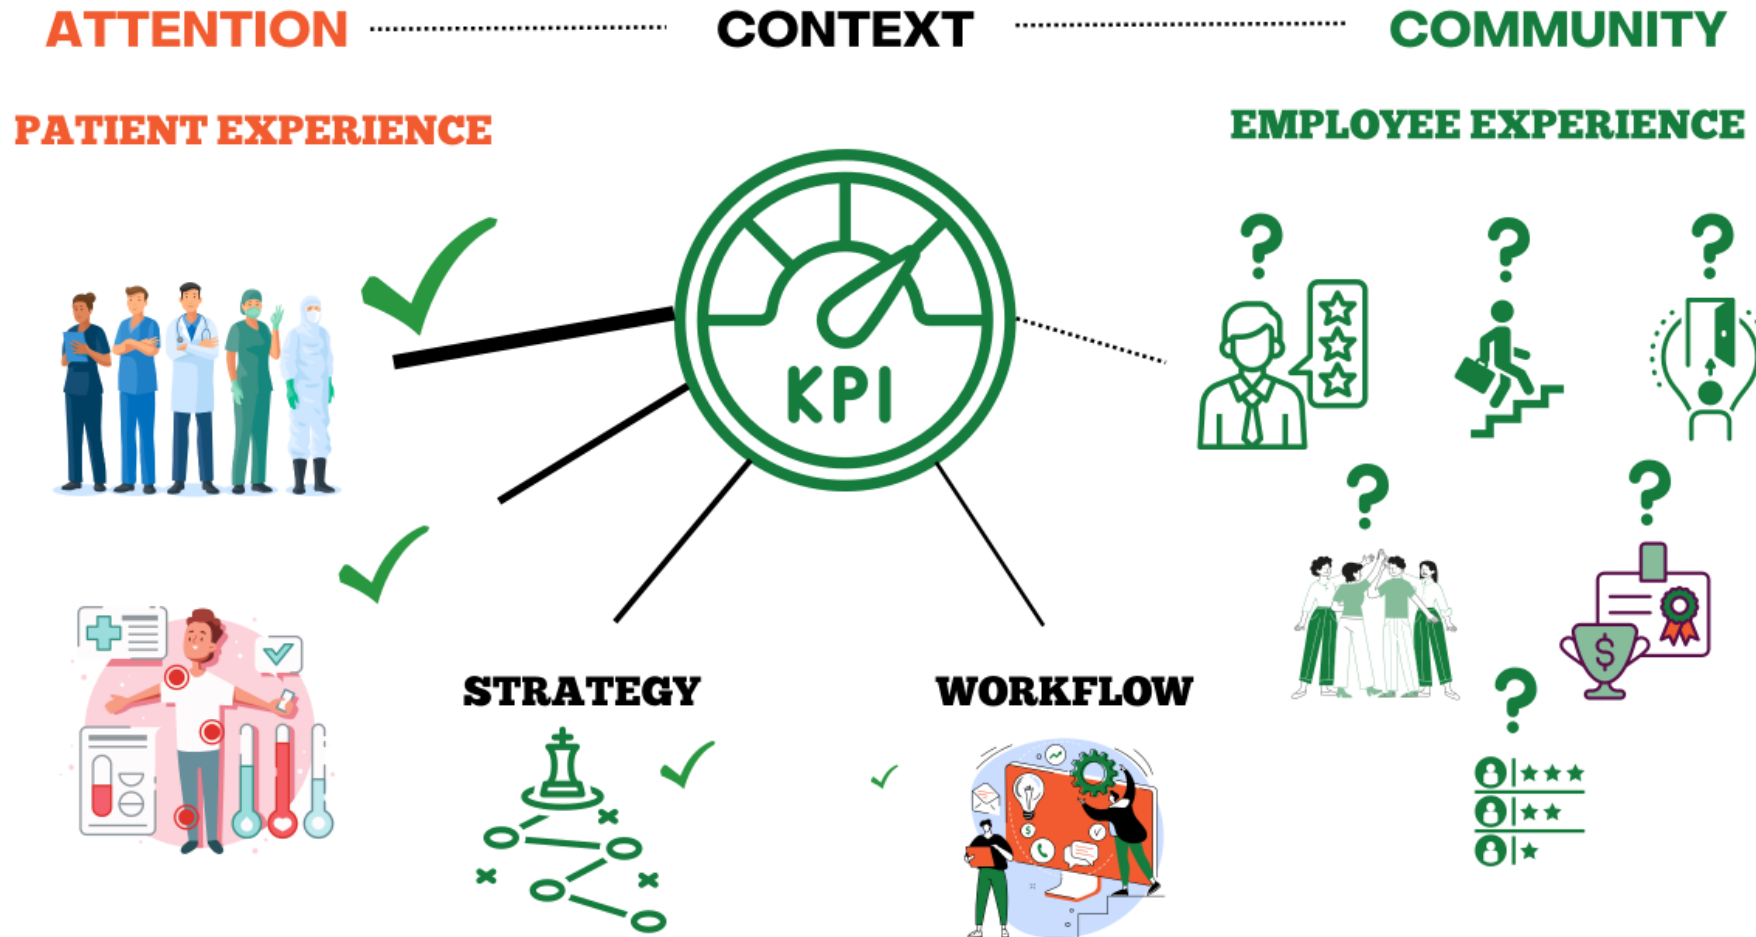 ATTENTION
CONTEXT
COMMUNITY
PATIENT EXPERIENCE
EMPLOYEE EXPERIENCE
KPI
STRATEGY
WORKFLOW
? ? ?
? ?
?
$
$